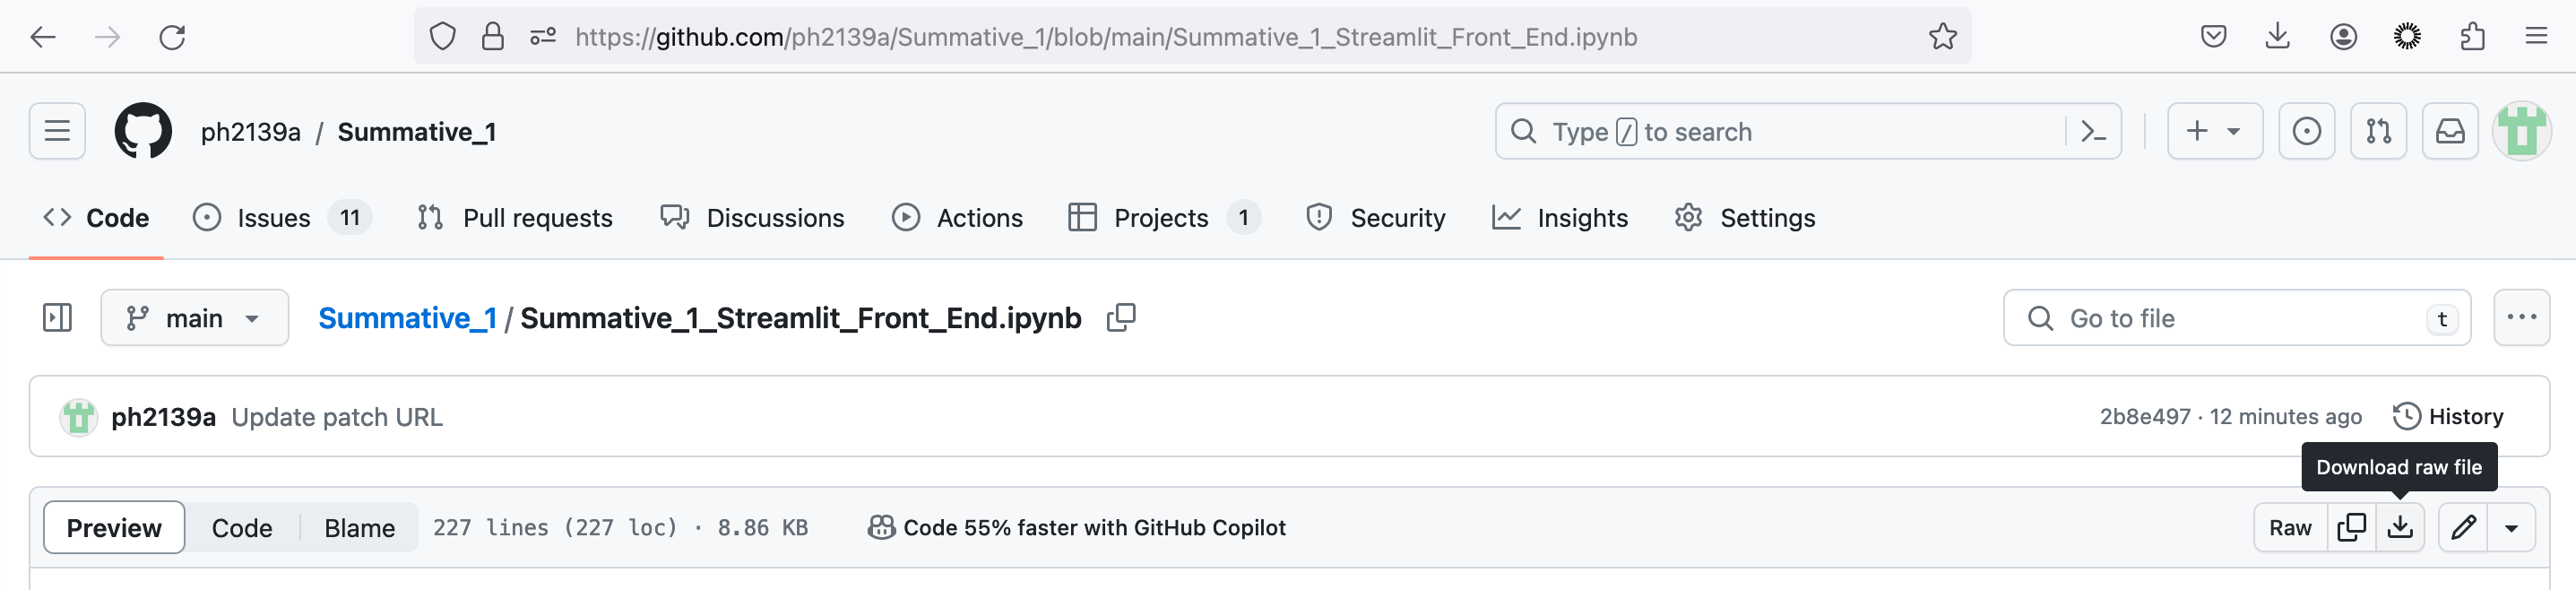 https://github.com/ph2139a/Summative_1/blob/main/Summative_1_Streamlit_Front_End.ipynb
ph2139a / Summative_1
Type / to search
Code Issues 11 Pull requests Discussions Actions Projects 1 Security Insights Settings
main Summative_1 / Summative_1_Streamlit_Front_End.ipynb Go to file t
ph2139a Update patch URL 2b8e497 · 12 minutes ago History
Download raw file
Preview Code Blame 227 lines (227 loc) · 8.86 KB Code 55% faster with GitHub Copilot Raw